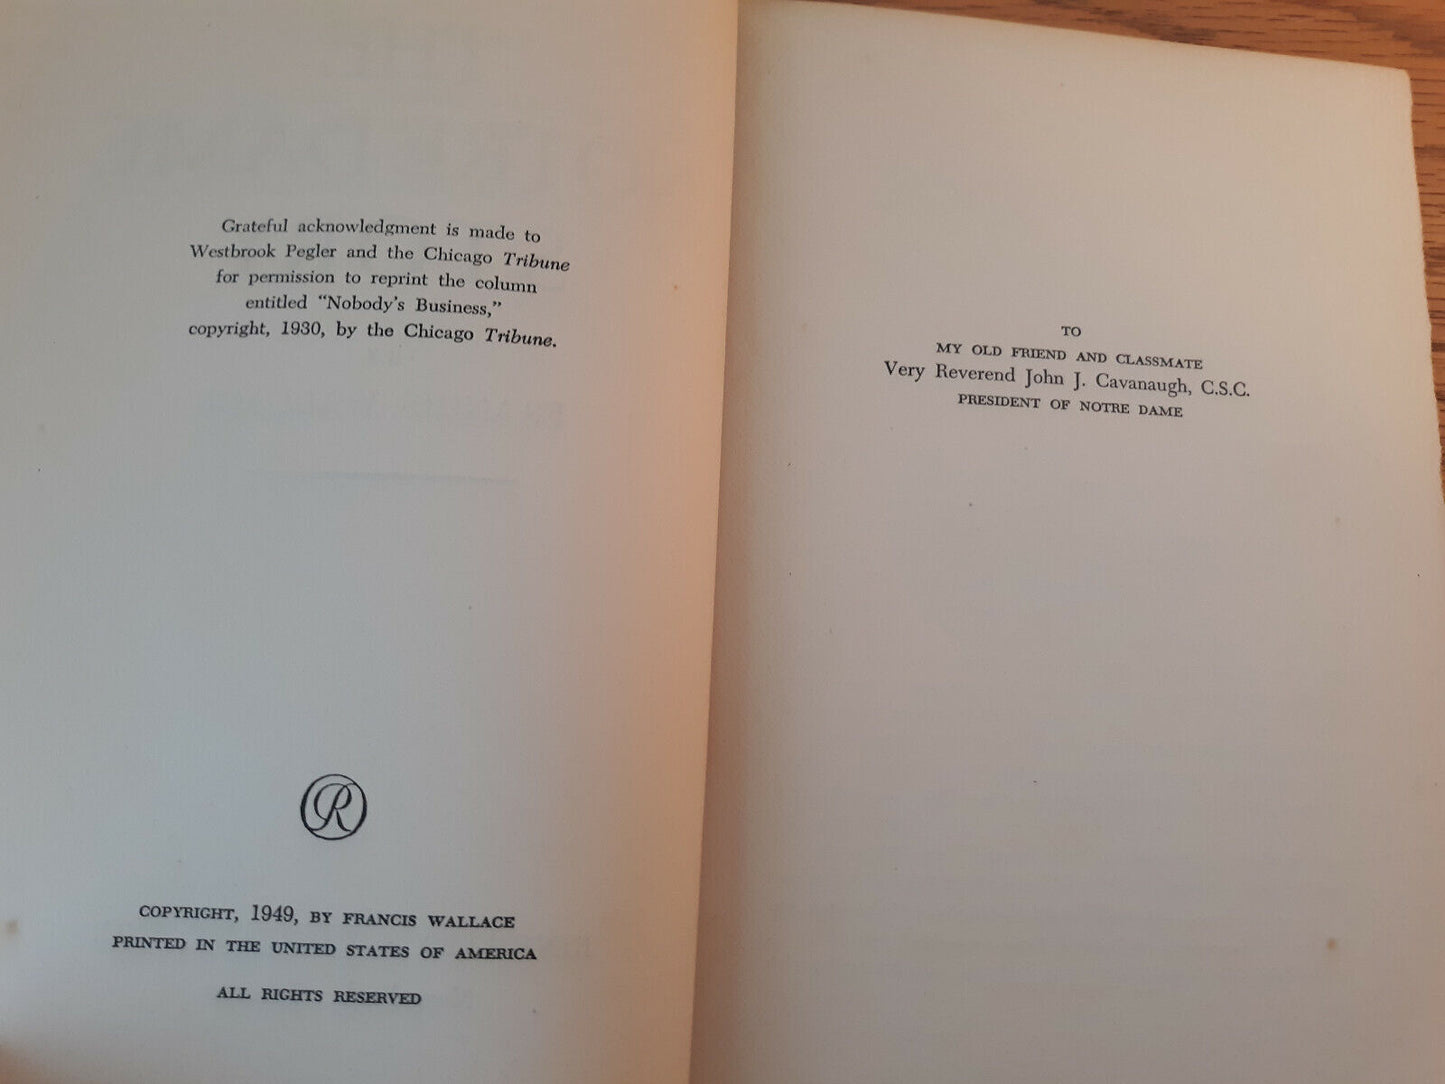 Grateful acknowledgment is made to
Westbrook Pegler and the Chicago Tribune
for permission to reprint the column
entitled "Nobody's Business,"
copyright, 1930, by the Chicago Tribune.
R
COPYRIGHT, 1949, BY FRANCIS WALLACE
PRINTED IN THE UNITED STATES OF AMERICA
ALL RIGHTS RESERVED
TO
MY OLD FRIEND AND CLASSMATE
Very Reverend John J. Cavanaugh, C.S.C.
PRESIDENT OF NOTRE DAME